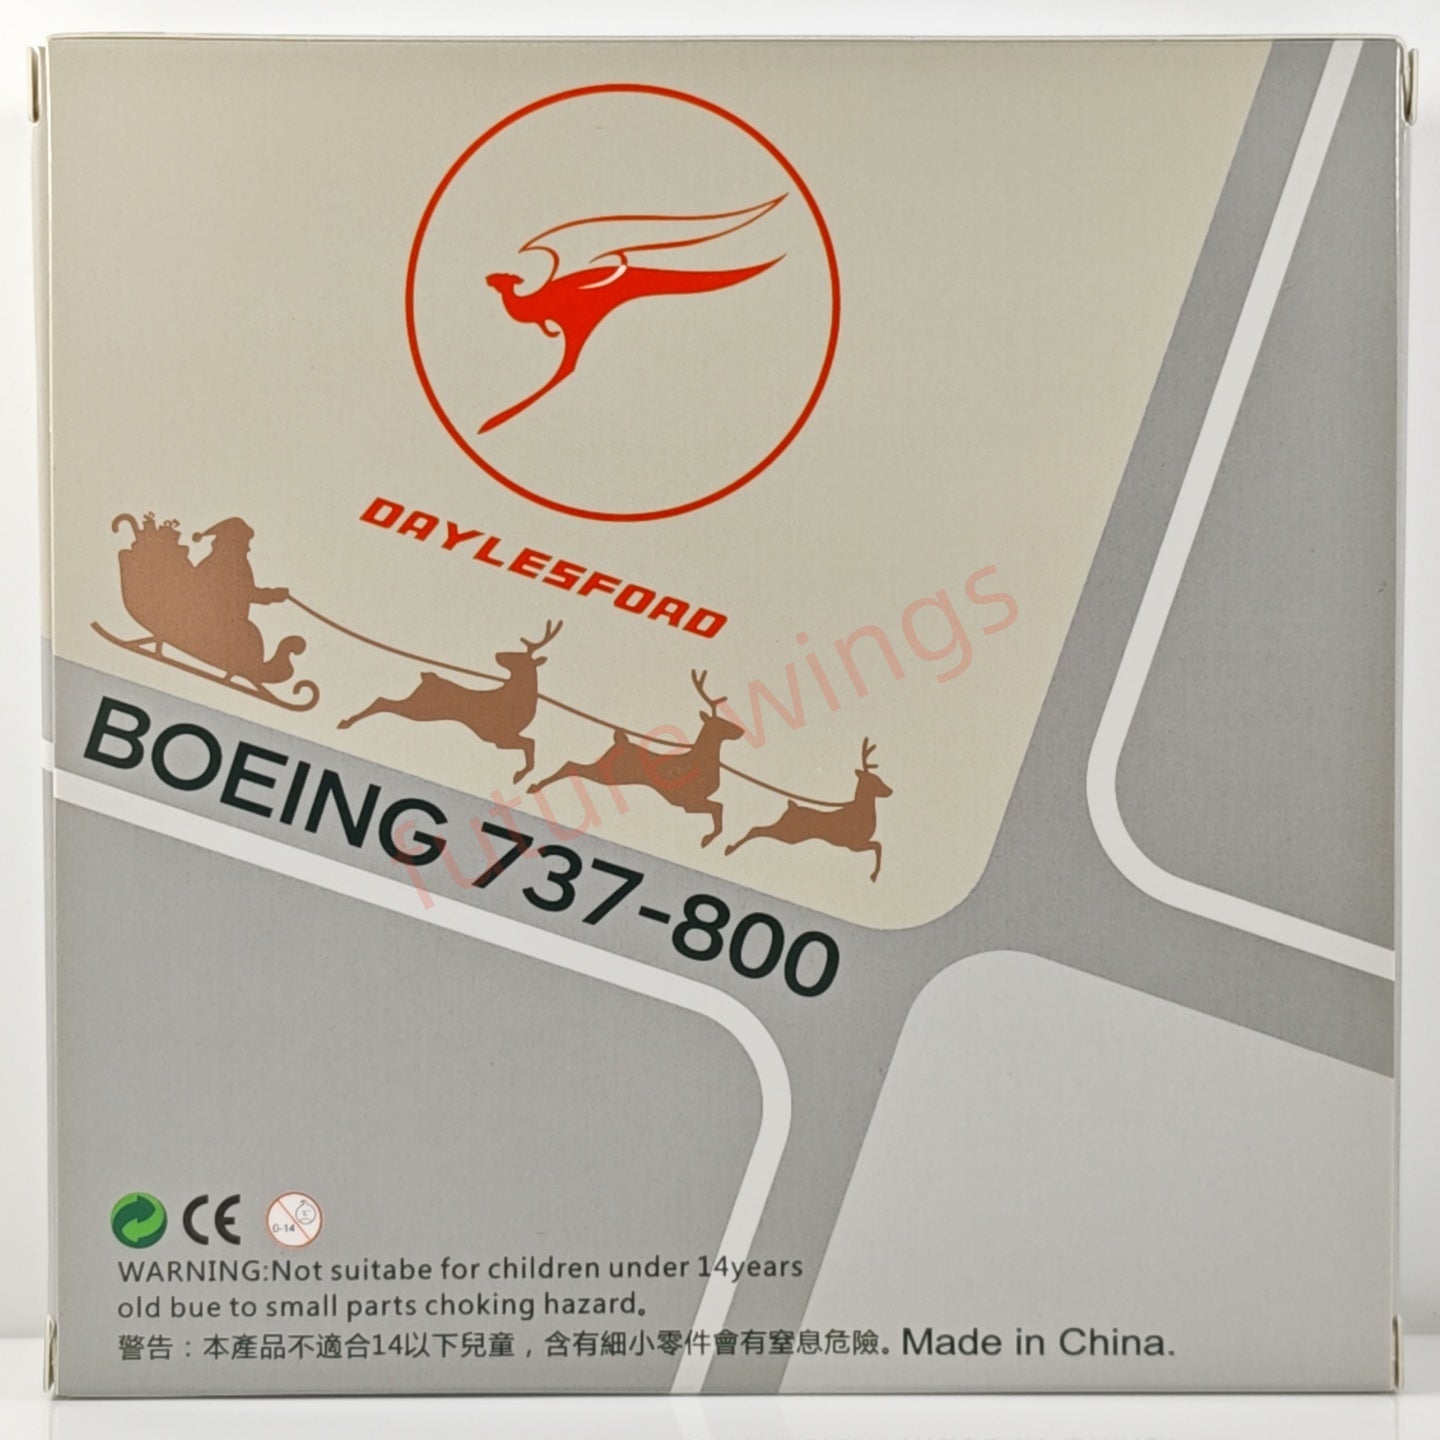 DAYLESFORD
future wings
BOEING 737-800
CE
0-14
WARNING:Not suitabe for children under 14years
old bue to small parts choking hazard。
警告：本產品不適合14以下兒童，含有細小零件會有窒息危險。Made in China.